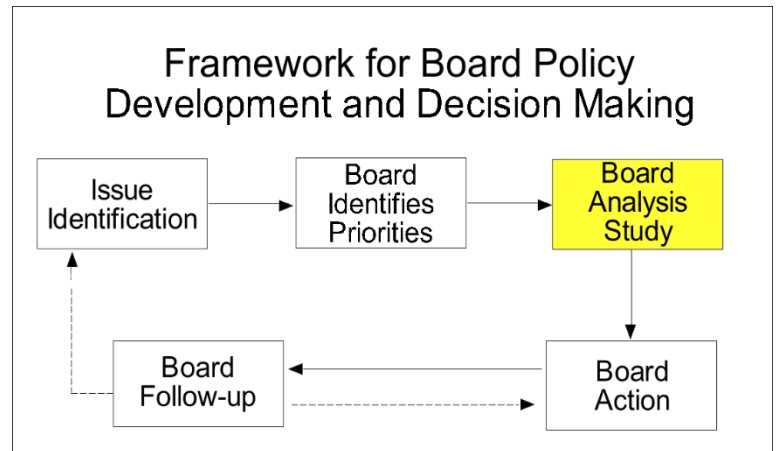 Framework for Board Policy
Development and Decision Making
Issue
Identification
Board
Identifies
Priorities
Board
Analysis
Study
Board
Follow-up
Board
Action